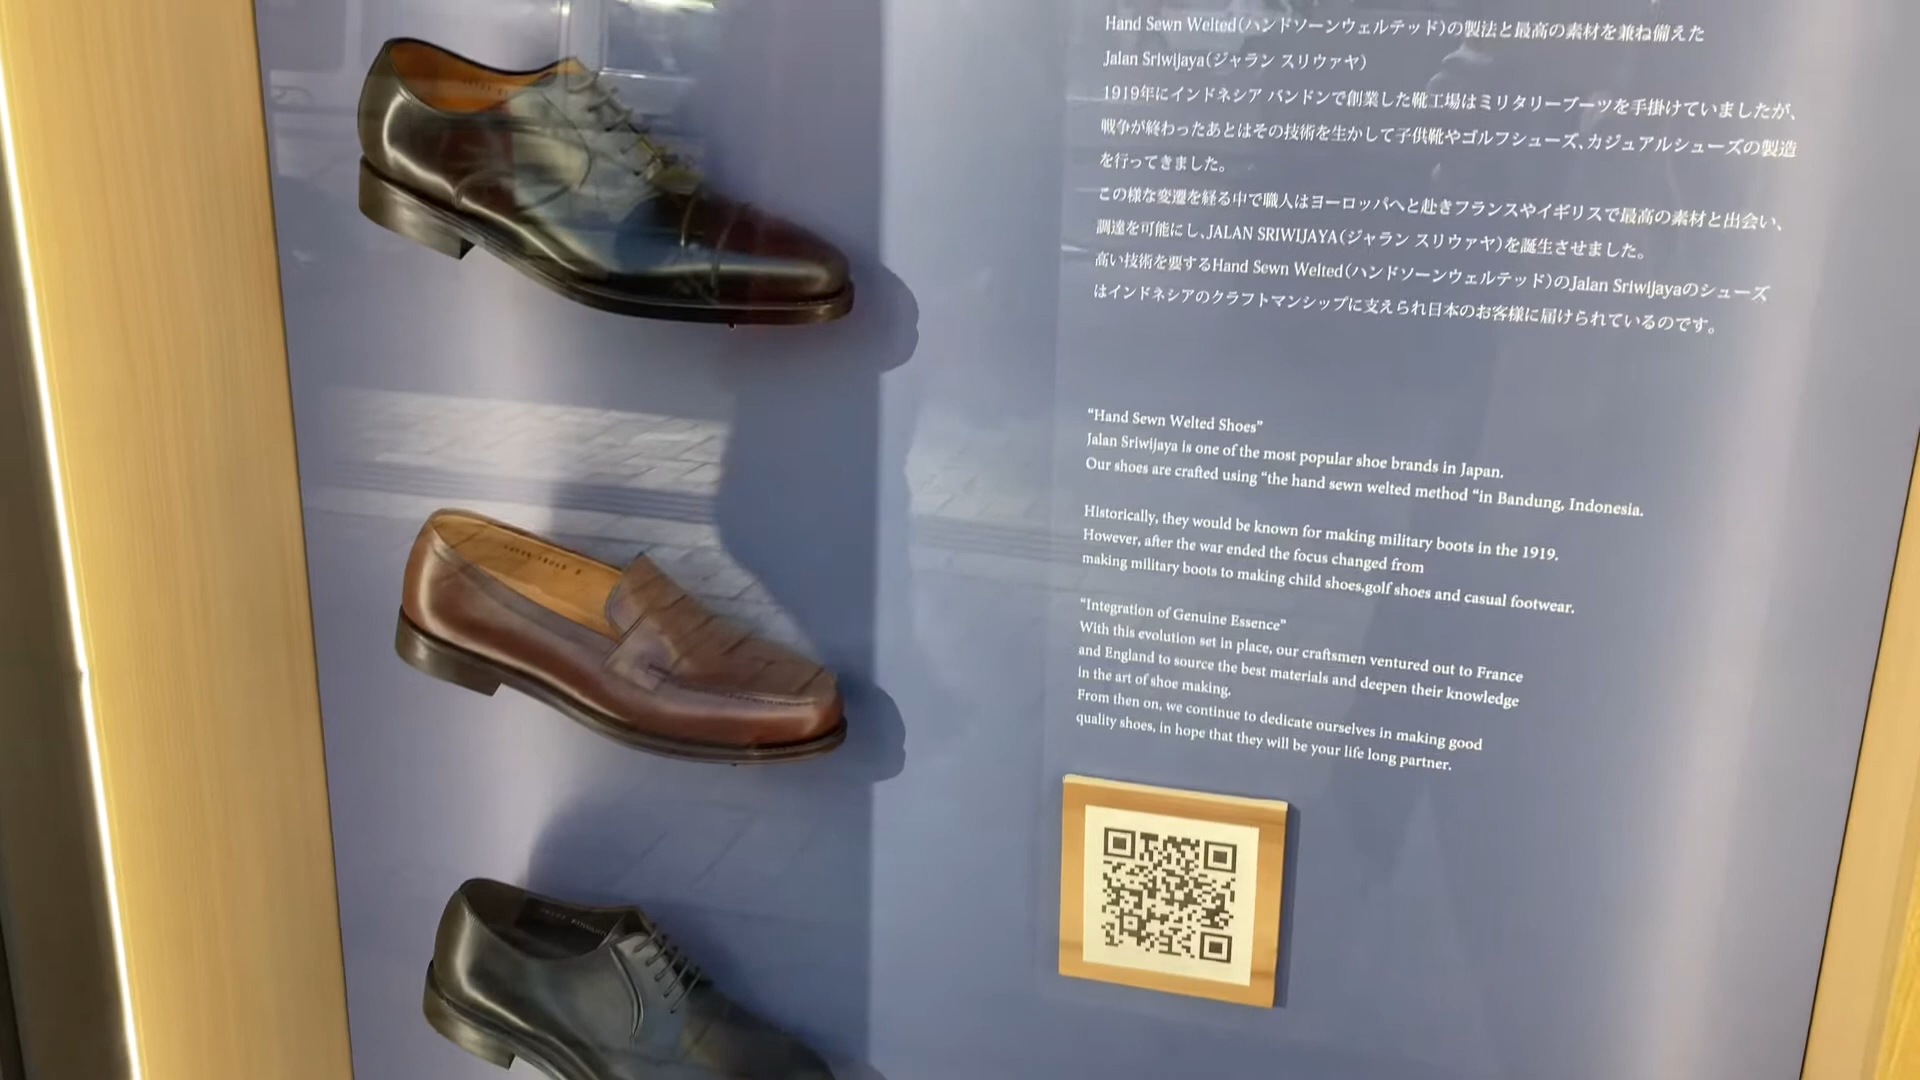 Hand Sewn Welted(ハンドソーンウェルテッド)の製法と最高の素材を兼ね備えた
Jalan Sriwijaya(ジャラン スリウァヤ)
1919年にインドネシア バンドンで創業した靴工場はミリタリーブーツを手掛けていましたが、
戦争が終わったあとはその技術を生かして子供靴やゴルフシューズ、カジュアルシューズの製造
を行ってきました。
この様な変遷を経る中で職人はヨーロッパへと赴きフランスやイギリスで最高の素材と出会い、
調達を可能にし、JALAN SRIWIJAYA(ジャラン スリウァヤ)を誕生させました。
高い技術を要するHand Sewn Welted(ハンドソーンウェルテッド)のJalan Sriwijayaのシューズ
はインドネシアのクラフトマンシップに支えられ日本のお客様に届けられているのです。
“Hand Sewn Welted Shoes”
Jalan Sriwijaya is one of the most popular shoe brands in Japan.
Our shoes are crafted using “the hand sewn welted method “in Bandung, Indonesia.
Historically, they would be known for making military boots in the 1919.
However, after the war ended the focus changed from
making military boots to making child shoes,golf shoes and casual footwear.
“Integration of Genuine Essence”
With this evolution set in place, our craftsmen ventured out to France
and England to source the best materials and deepen their knowledge
in the art of shoe making.
From then on, we continue to dedicate ourselves in making good
quality shoes, in hope that they will be your life long partner.